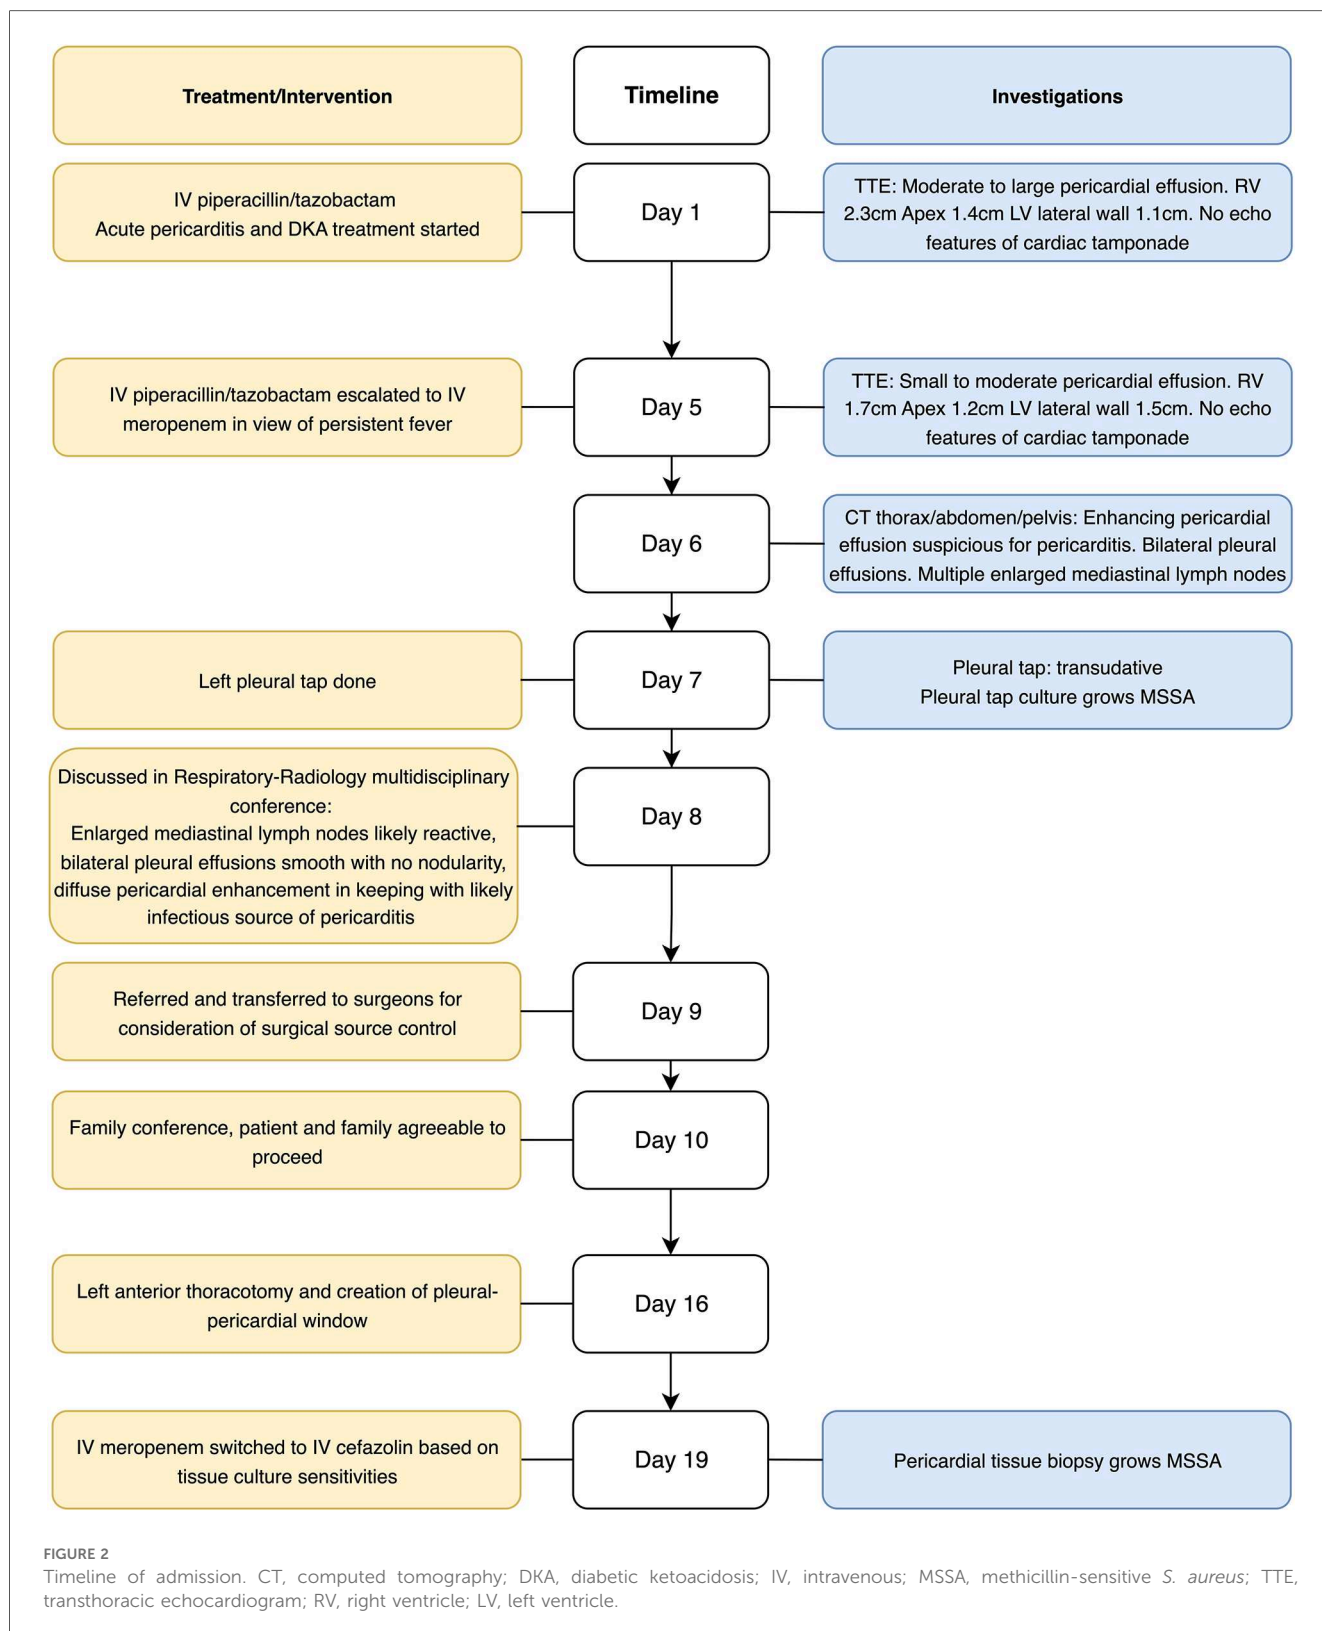 Treatment/Intervention
Timeline
Investigations
IV piperacillin/tazobactam
Acute pericarditis and DKA treatment started
Day 1
TTE: Moderate to large pericardial effusion. RV
2.3cm Apex 1.4cm LV lateral wall 1.1cm. No echo
features of cardiac tamponade
IV piperacillin/tazobactam escalated to IV
meropenem in view of persistent fever
Day 5
TTE: Small to moderate pericardial effusion. RV
1.7cm Apex 1.2cm LV lateral wall 1.5cm. No echo
features of cardiac tamponade
Day 6
CT thorax/abdomen/pelvis: Enhancing pericardial
effusion suspicious for pericarditis. Bilateral pleural
effusions. Multiple enlarged mediastinal lymph nodes
Left pleural tap done
Day 7
Pleural tap: transudative
Pleural tap culture grows MSSA
Discussed in Respiratory-Radiology multidisciplinary
conference:
Enlarged mediastinal lymph nodes likely reactive,
bilateral pleural effusions smooth with no nodularity,
diffuse pericardial enhancement in keeping with likely
infectious source of pericarditis
Day 8
Referred and transferred to surgeons for
consideration of surgical source control
Day 9
Family conference, patient and family agreeable to
proceed
Day 10
Left anterior thoracotomy and creation of pleural-
pericardial window
Day 16
IV meropenem switched to IV cefazolin based on
tissue culture sensitivities
Day 19
Pericardial tissue biopsy grows MSSA
FIGURE 2
Timeline of admission. CT, computed tomography; DKA, diabetic ketoacidosis; IV, intravenous; MSSA, methicillin-sensitive S. aureus; TTE,
transthoracic echocardiogram; RV, right ventricle; LV, left ventricle.